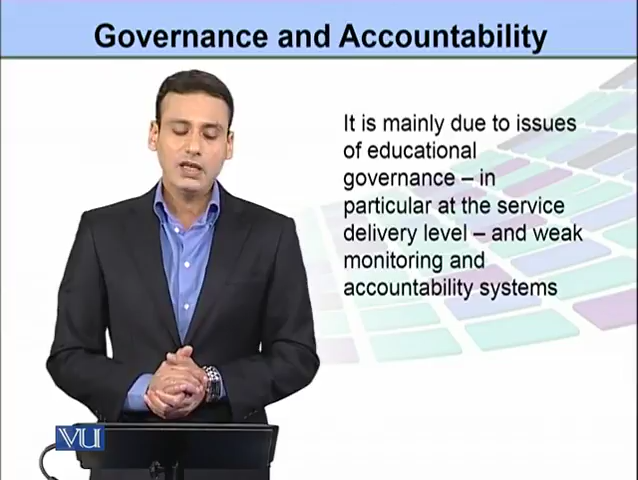 Governance and Accountability
It is mainly due to issues
of educational
governance – in
particular at the service
delivery level – and weak
monitoring and
accountability systems
VU